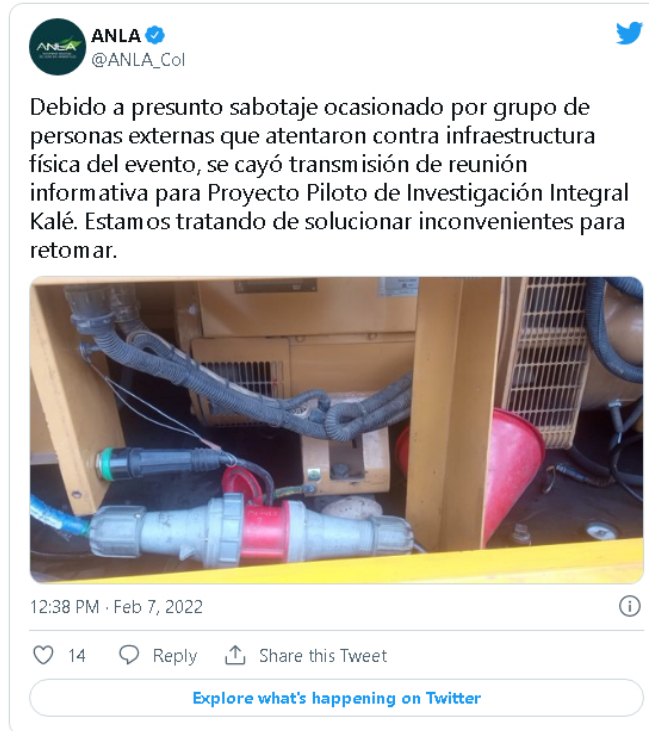 ANLA
@ANLA_Col
Debido a presunto sabotaje ocasionado por grupo de
personas externas que atentaron contra infraestructura
física del evento, se cayó transmisión de reunión
informativa para Proyecto Piloto de Investigación Integral
Kalé. Estamos tratando de solucionar inconvenientes para
retomar.
12:38 PM · Feb 7, 2022
14 Reply Share this Tweet
Explore what's happening on Twitter